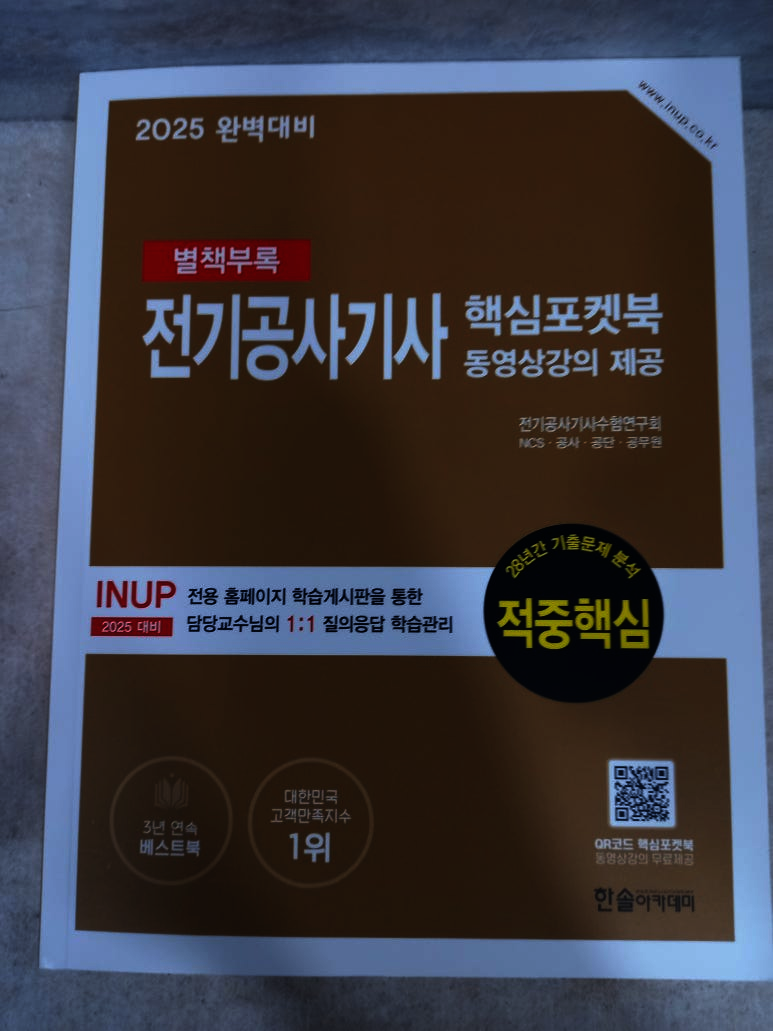 2025 완벽대비
www.inup.co.kr
별책부록
전기공사기사 핵심포켓북
동영상강의 제공
전기공사기사수험연구회
NCS · 공사 · 공단 · 공무원
28년간 기출문제 분석
적중핵심
INUP
2025 대비
전용 홈페이지 학습게시판을 통한
담당교수님의 1:1 질의응답 학습관리
3년 연속
베스트북
대한민국
고객만족지수
1위
QR코드 핵심포켓북
동영상강의 무료제공
한솔아카데미